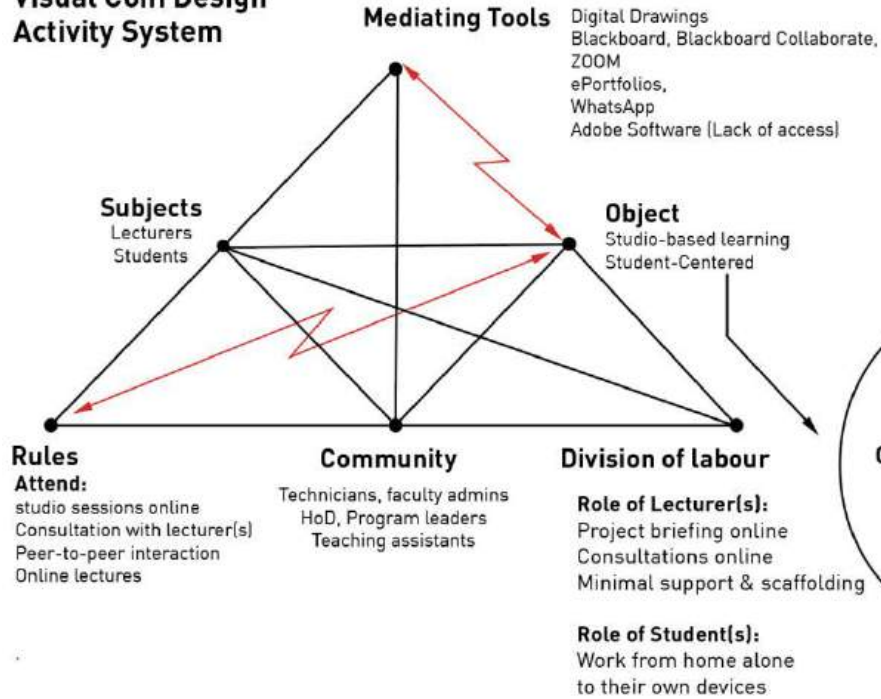 Visual Com Design
Activity System
Mediating Tools
Digital Drawings
Blackboard, Blackboard Collaborate,
ZOOM
ePortfolios,
WhatsApp
Adobe Software (Lack of access)
Subjects
Lecturers
Students
Object
Studio-based learning
Student-Centered
Rules
Attend:
studio sessions online
Consultation with lecturer(s)
Peer-to-peer interaction
Online lectures
Community
Technicians, faculty admins
HoD, Program leaders
Teaching assistants
Division of labour
Role of Lecturer(s):
Project briefing online
Consultations online
Minimal support & scaffolding
Role of Student(s):
Work from home alone
to their own devices